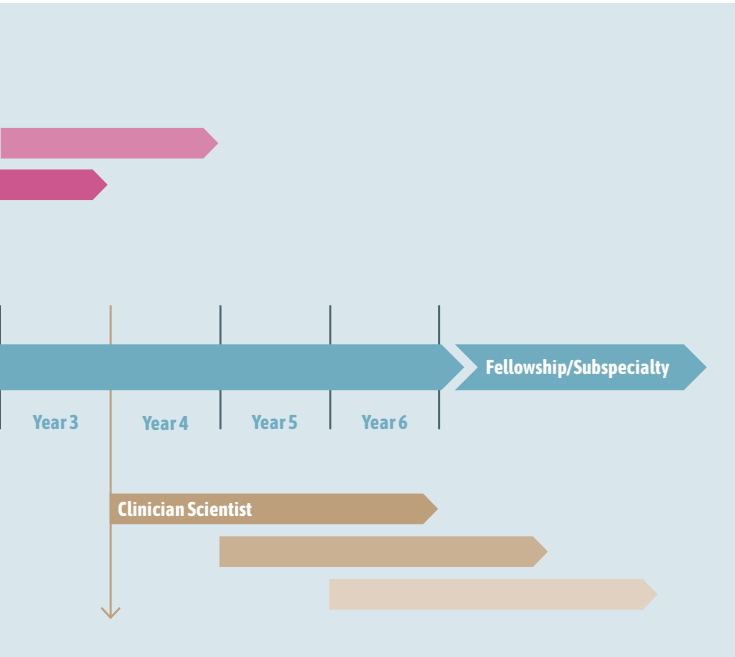 Fellowship/Subspecialty
Year 3
Year 4
Year 5
Year 6
Clinician Scientist